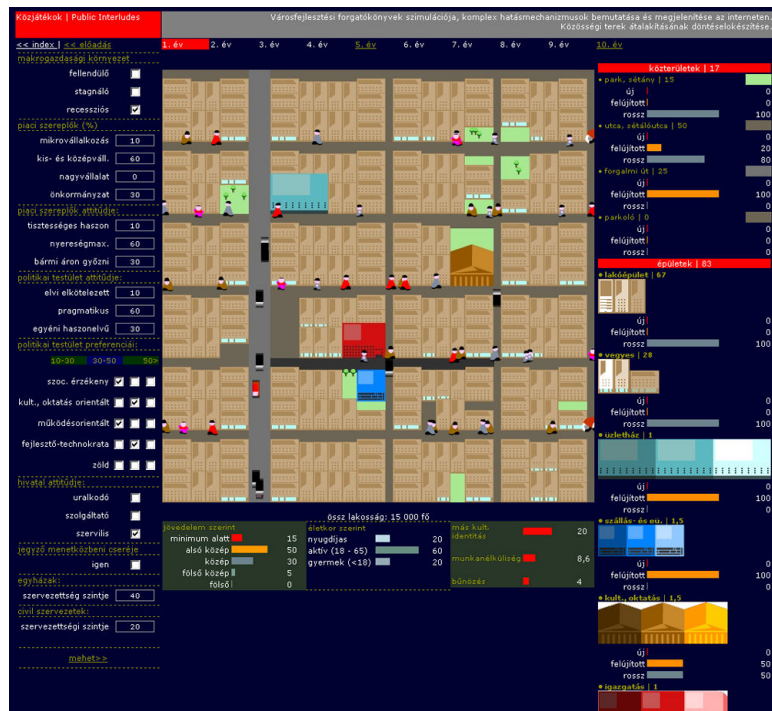 Közjátékok | Public Interludes
Városfejlesztési forgatókönyvek szimulációja, komplex hatásmechanizmusok bemutatása és megjelenítése az interneten.
Közösségi terek átalakításának döntéselőkészítése.
<< index | << előadás
1. év 2. év 3. év 4. év 5.év 6. év 7. év 8. év 9. év 10.év
makrogazdasági környezet
fellendülő
stagnáló
recessziós
piaci szereplők (%)
mikrovállalkozás 10
kis- és középváll. 60
nagyvállalat 0
önkormányzat 30
piaci szereplők attitűdje:
tisztességes haszon 10
nyereségmax. 60
bármi áron győzni 30
politikai testület attitűdje:
elvi elkötelezett 10
pragmatikus 60
egyéni haszonelvű 30
politikai testület preferenciái:
10-30 30-50 50>
szoc. érzékeny
kult., oktatás orientált
működésorientált
fejlesztő-technokrata
zöld
hivatal attitűdje:
uralkodó
szolgáltató
szervilis
jegyző menetközbeni cseréje
igen
egyházak:
szervezettség szintje 40
civil szervezetek:
szervezettségi szintje 20
mehet>>
össz lakosság: 15 000 fő
jövedelem szerint
minimum alatt 15
alsó közép 50
közép 30
fölső közép 5
fölső 0
életkor szerint
nyugdíjas 20
aktív (18 - 65) 60
gyermek (<18) 20
más kult. identitás 20
munkanélküliség 8,6
bűnözés 4
közterületek | 17
park, sétány | 15
új 0
felújított 0
rossz 100
utca, sétálóutca | 50
új 0
felújított 20
rossz 80
forgalmi út | 25
új 0
felújított 100
rossz 0
parkoló | 0
új 0
felújított 0
rossz 0
épületek | 83
lakóépület | 67
új 0
felújított 0
rossz 100
vegyes | 28
új 0
felújított 0
rossz 100
üzletház | 1
új 0
felújított 100
rossz 0
szállás- és eü. | 1,5
új 0
felújított 100
rossz 0
kult., oktatás | 1,5
új 0
felújított 50
rossz 50
igazgatás | 1